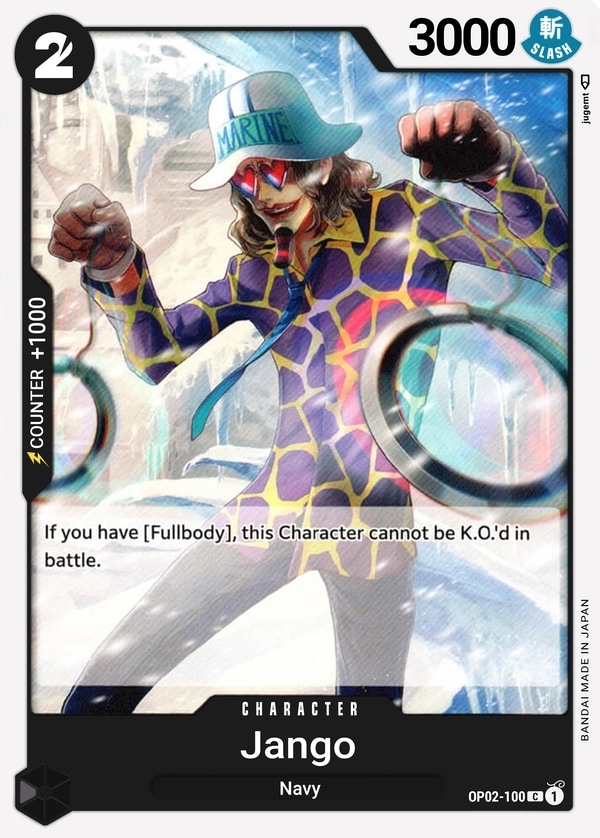 2
3000
斬
SLASH
jugemt
MARINE
COUNTER +1000
If you have [Fullbody], this Character cannot be K.O.'d in
battle.
BANDAI MADE IN JAPAN
CHARACTER
Jango
Navy
OP02-100 C 1